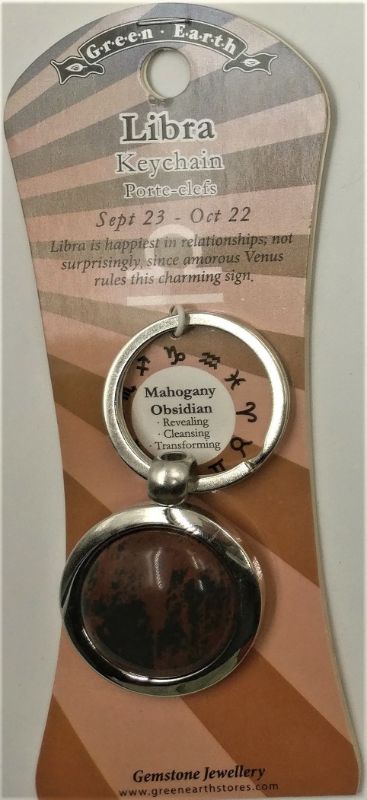 Green · Earth
Libra
Keychain
Porte-clefs
Sept 23 - Oct 22
Libra is happiest in relationships; not
surprisingly, since amorous Venus
rules this charming sign.
Mahogany
Obsidian
· Revealing
· Cleansing
· Transforming
Gemstone Jewellery
www.greenearthstores.com